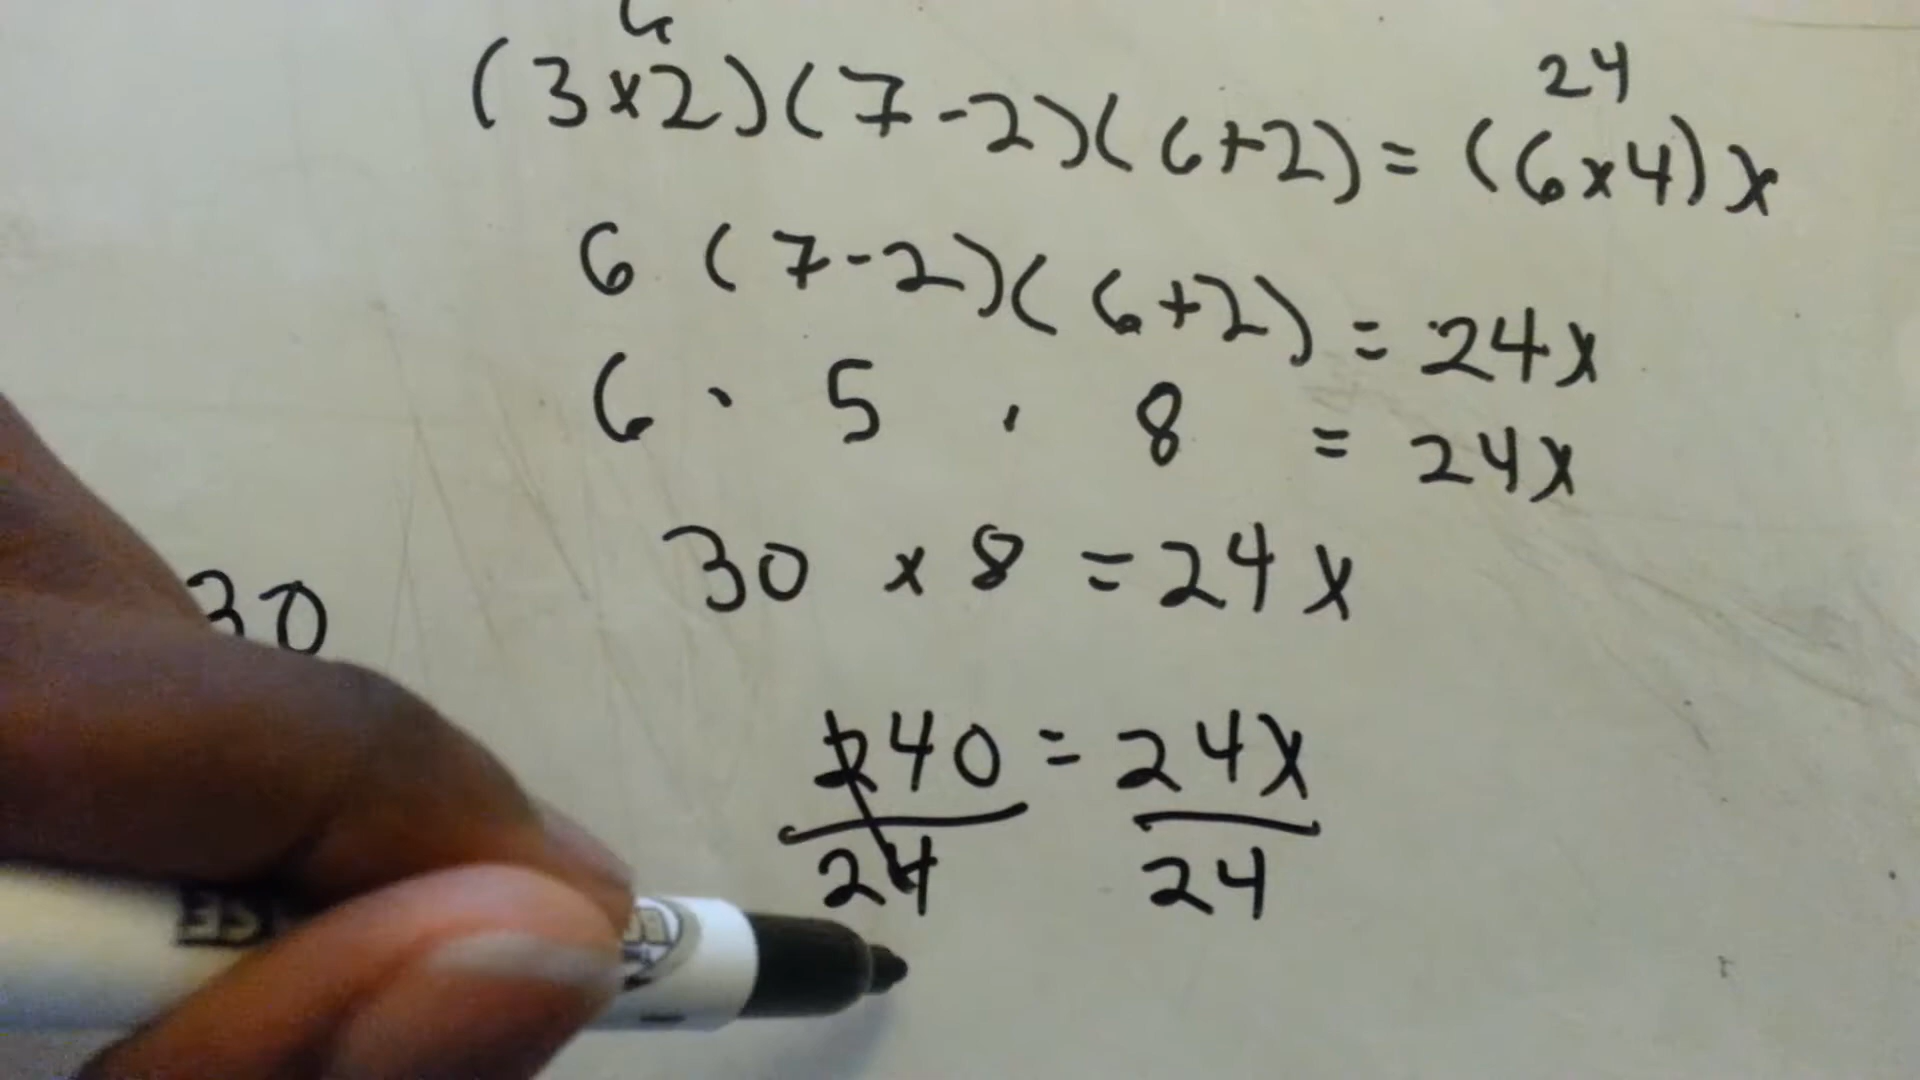 6
24
(3×2)(7-2)(6+2)=(6×4)x
6 (7-2)(6+2)=24x
6 · 5 · 8 = 24x
30 × 8 = 24x
30
240 = 24x
24 24